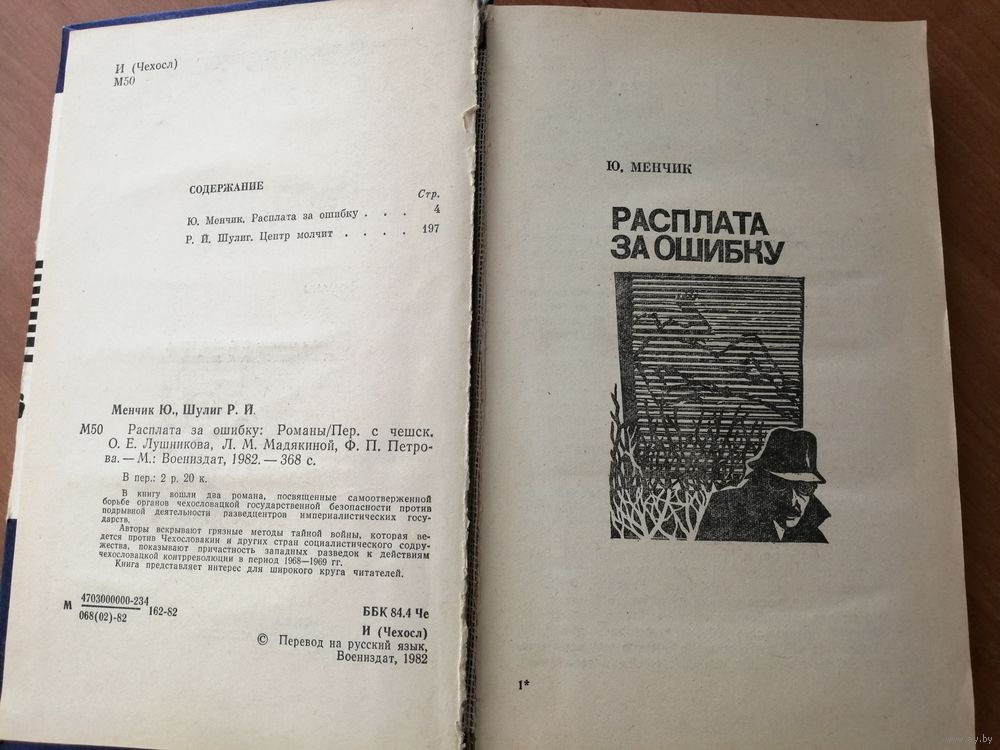 И (Чехосл)
М50
СОДЕРЖАНИЕ
Стр.
Ю. Менчик. Расплата за ошибку . . . 4
Р. Й. Шулиг. Центр молчит . . . . 197
Менчик Ю., Шулиг Р. Й.
М50 Расплата за ошибку: Романы/Пер. с чешск.
О. Е. Лушникова, Л. М. Мадякиной, Ф. П. Петро-
ва. — М.: Воениздат, 1982. — 368 с.
В пер.: 2 р. 20 к.
В книгу вошли два романа, посвященные самоотверженной
борьбе органов чехословацкой государственной безопасности против
подрывной деятельности разведцентров империалистических госу-
дарств.
Авторы вскрывают грязные методы тайной войны, которая ве-
дется против Чехословакии и других стран социалистического содру-
жества, показывают причастность западных разведок к действиям
чехословацкой контрреволюции в период 1968—1969 гг.
Книга представляет интерес для широкого круга читателей.
М 4703000000-234
068(02)-82
162-82
ББК 84.4 Че
И (Чехосл)
© Перевод на русский язык,
Воениздат, 1982
Ю. МЕНЧИК
РАСПЛАТА
ЗА ОШИБКУ
1*
www.ay.by